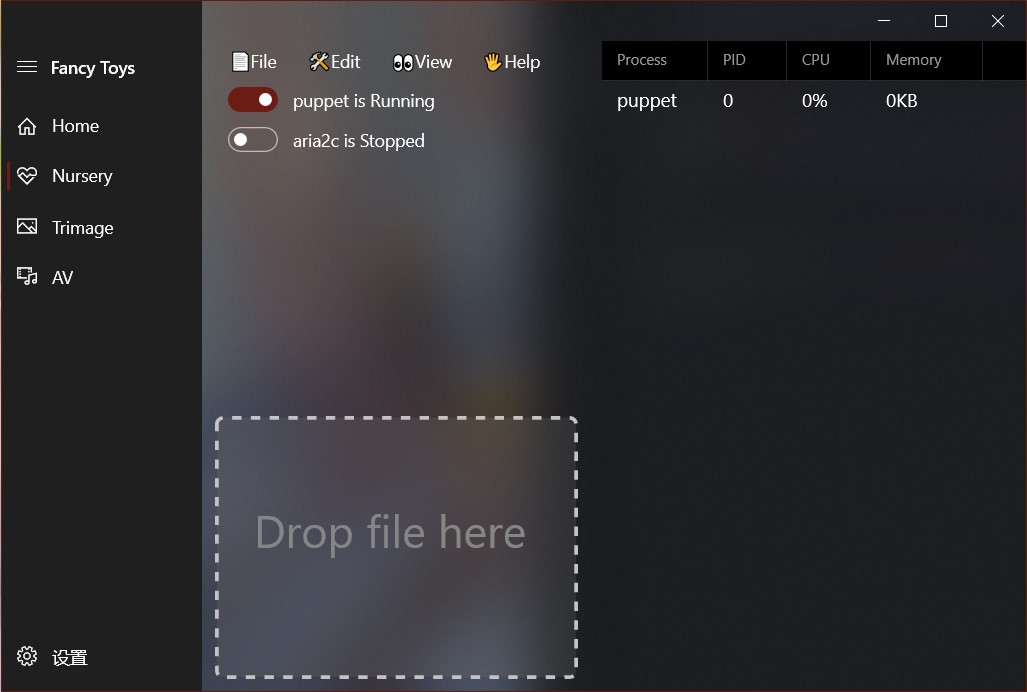 Fancy Toys
Home
Nursery
Trimage
AV
设置
File Edit View Help
puppet is Running
aria2c is Stopped
Drop file here
Process PID CPU Memory
puppet 0 0% 0KB